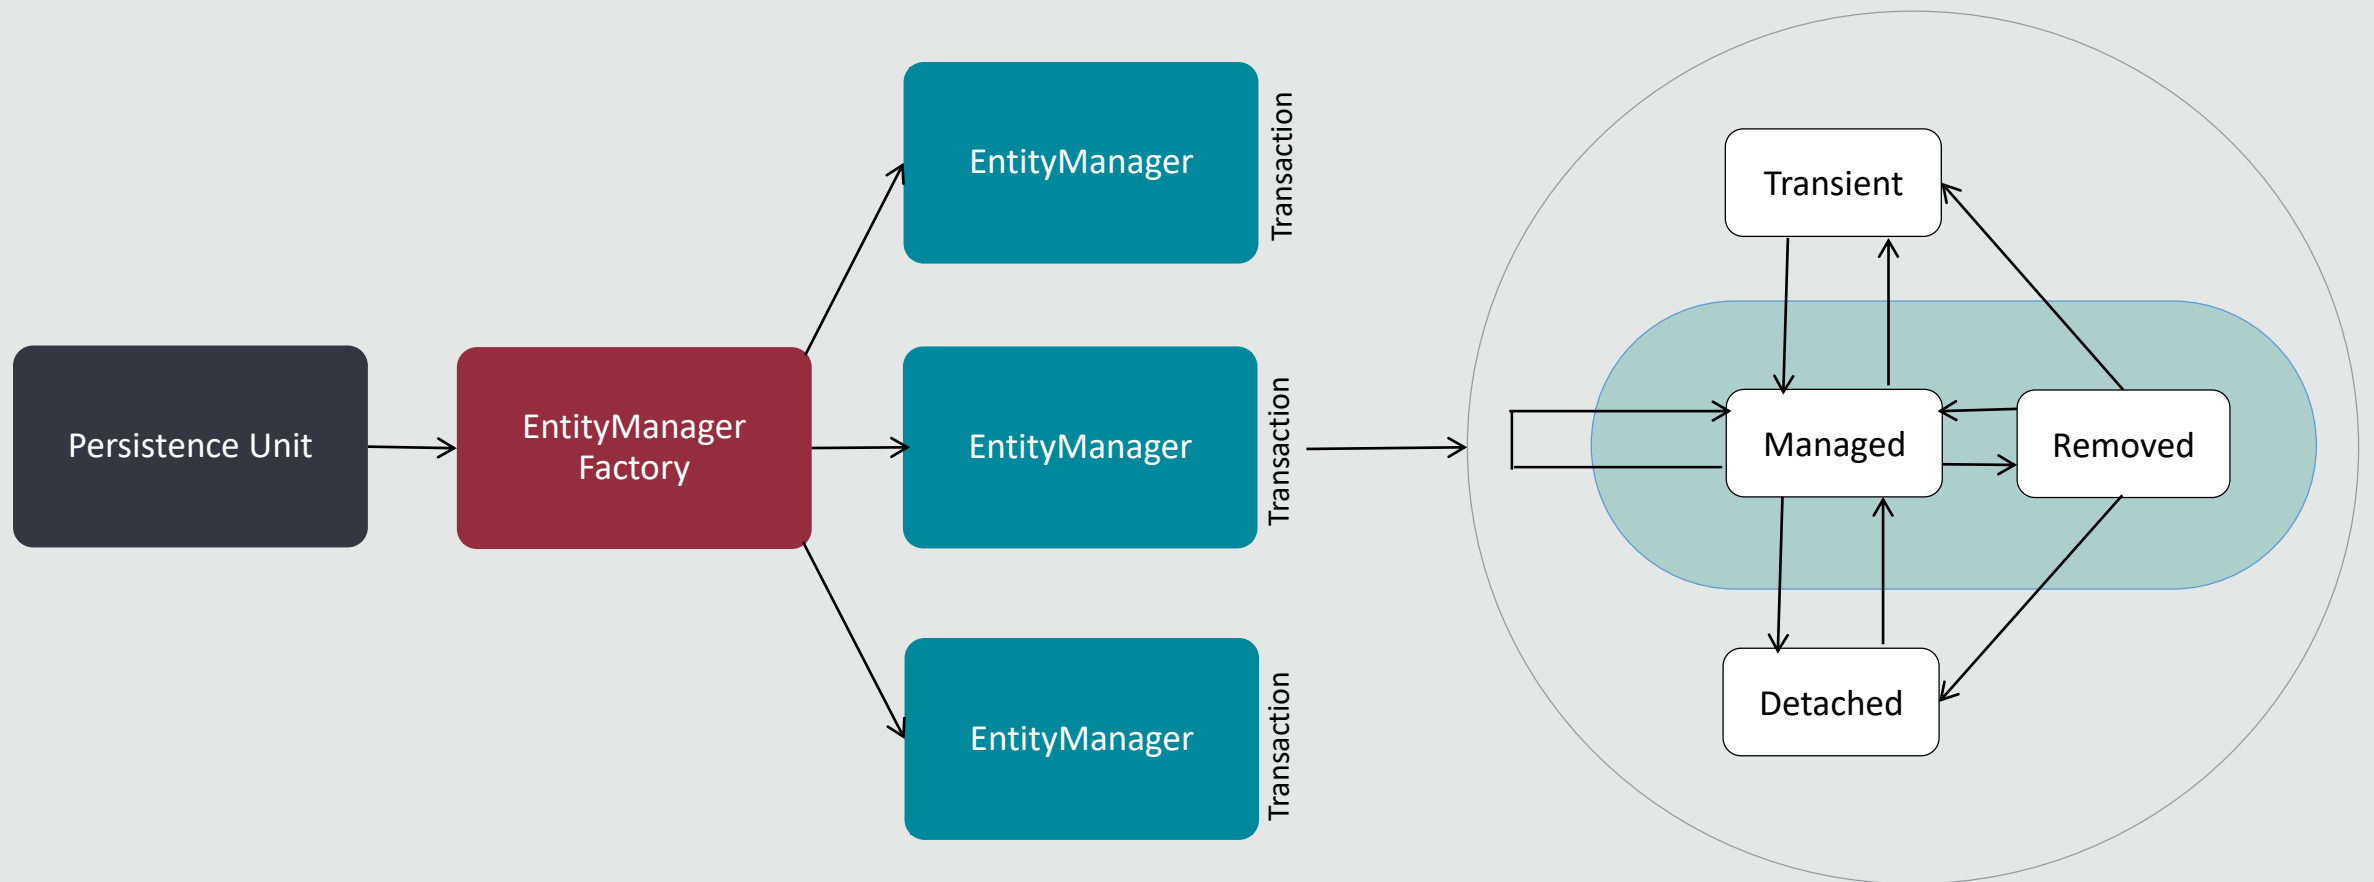 Persistence Unit
EntityManager
Factory
EntityManager
Transaction
EntityManager
Transaction
EntityManager
Transaction
Transient
Managed
Removed
Detached